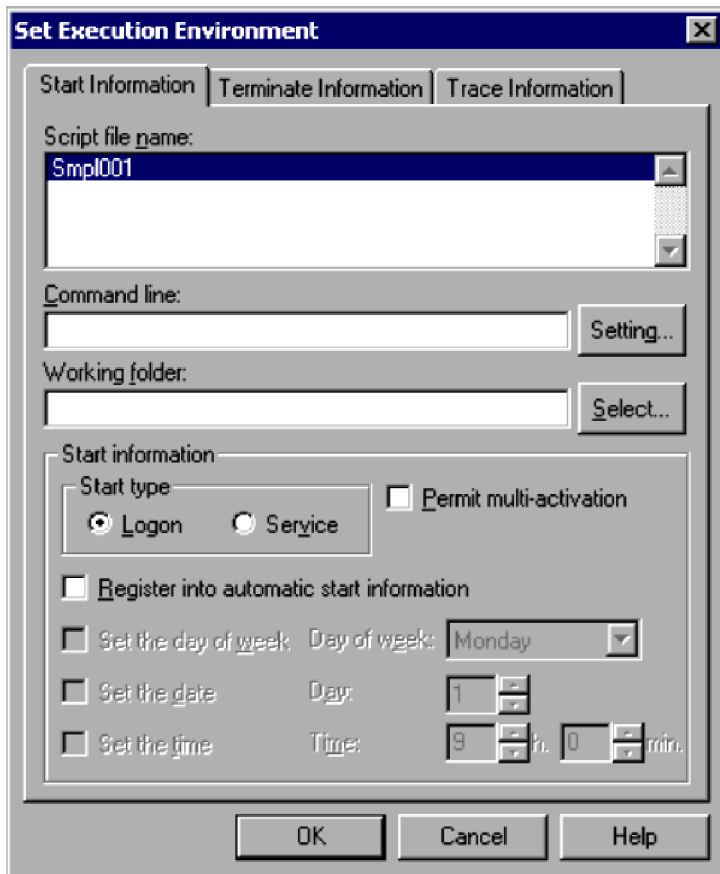 Set Execution Environment
Start Information Terminate Information Trace Information
Script file name:
Smpl001
Command line:
Setting...
Working folder:
Select...
Start information
Start type
Logon Service Permit multi-activation
Register into automatic start information
Set the day of week Day of week: Monday
Set the date Day: 1
Set the time Time: 9 h. 0 min.
OK Cancel Help